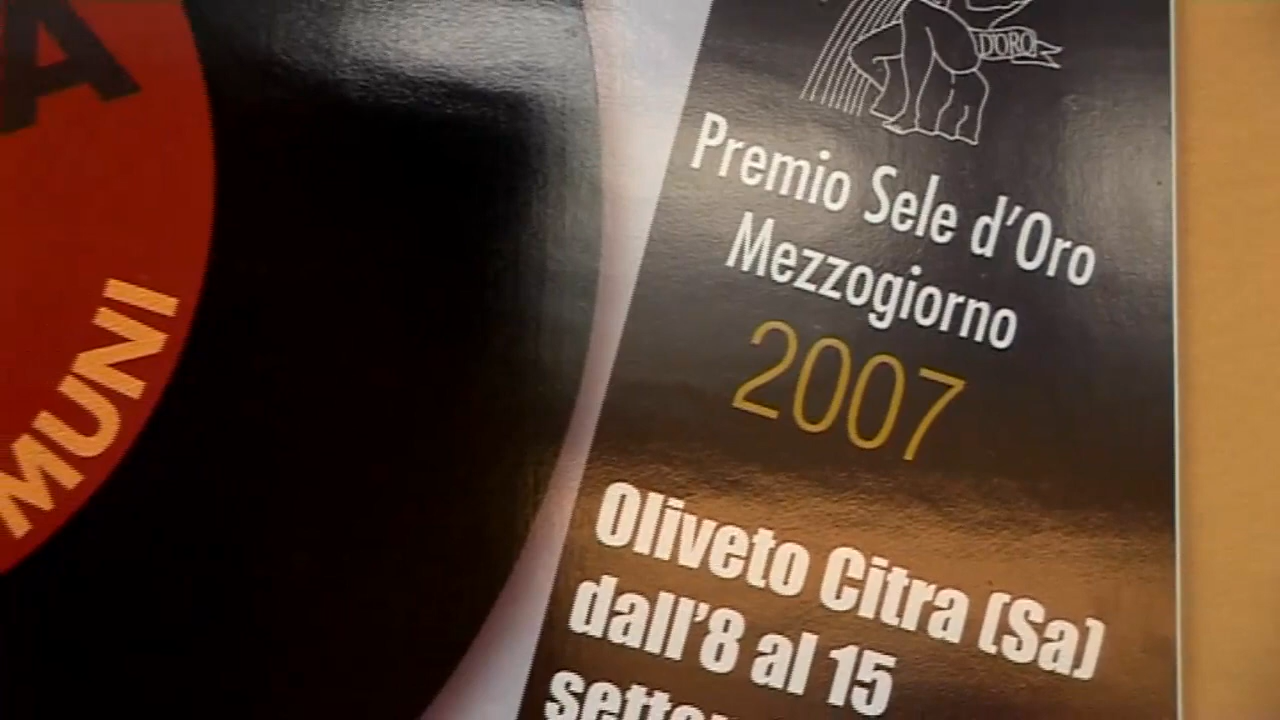 A
MUNI
D'ORO
Premio Sele d'Oro
Mezzogiorno
2007
Oliveto Citra (Sa)
dall'8 al 15